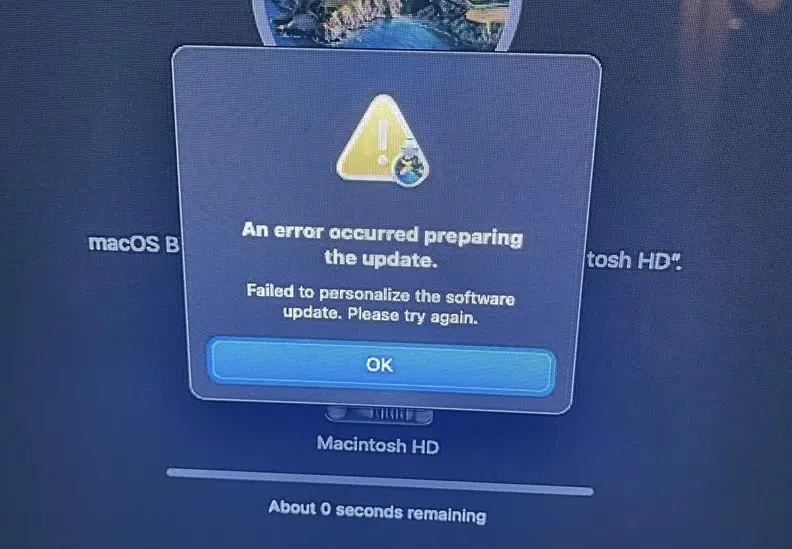 An error occurred preparing
the update.
macOS B
tosh HD".
Failed to personalize the software
update. Please try again.
OK
Macintosh HD
About 0 seconds remaining